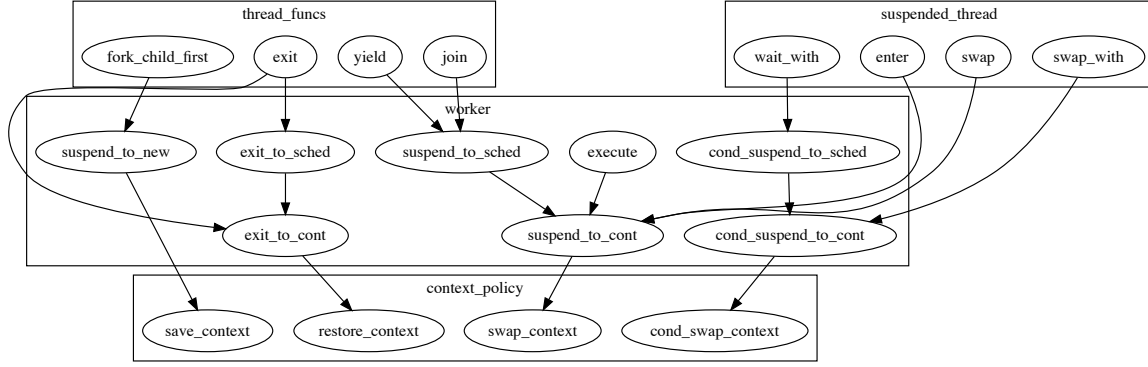 thread_funcs
suspended_thread
fork_child_first
exit
yield
join
wait_with
enter
swap
swap_with
worker
suspend_to_new
exit_to_sched
suspend_to_sched
execute
cond_suspend_to_sched
exit_to_cont
suspend_to_cont
cond_suspend_to_cont
context_policy
save_context
restore_context
swap_context
cond_swap_context